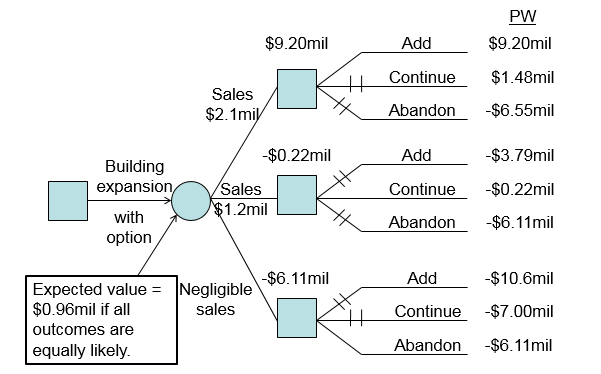 PW
$9.20mil
Add
$9.20mil
Continue
$1.48mil
Abandon
-$6.55mil
Sales
$2.1mil
-$0.22mil
Add
-$3.79mil
Continue
-$0.22mil
Abandon
-$6.11mil
Building
expansion
with
option
Sales
$1.2mil
-$6.11mil
Add
-$10.6mil
Continue
-$7.00mil
Abandon
-$6.11mil
Negligible
sales
Expected value =
$0.96mil if all
outcomes are
equally likely.